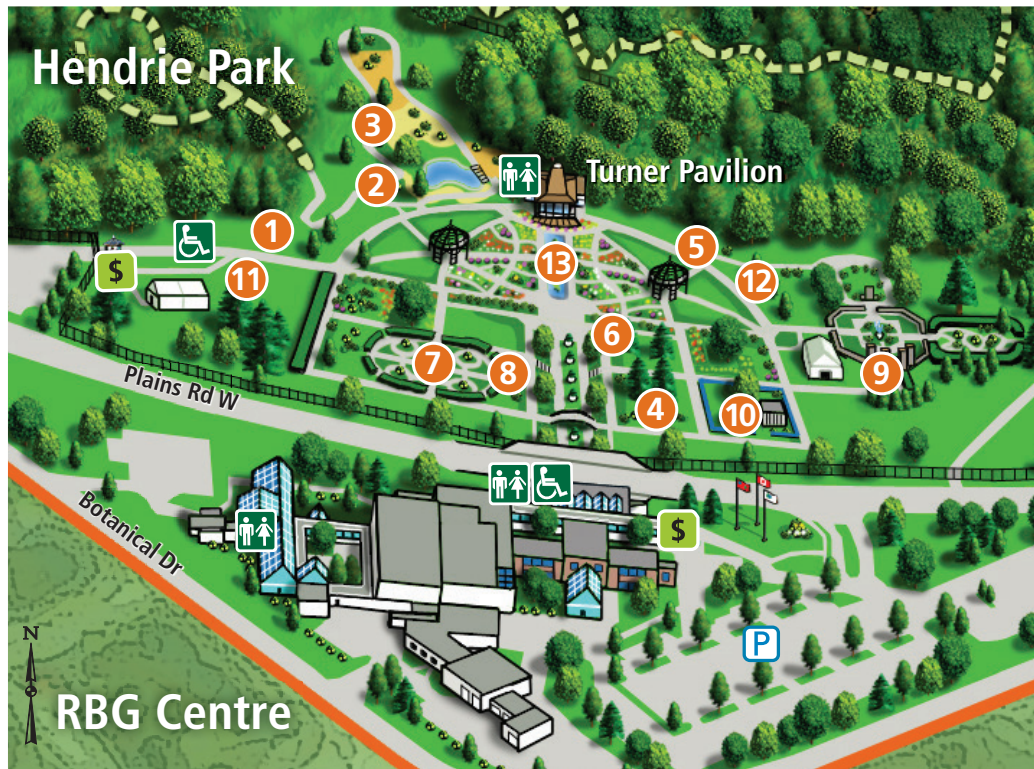 Hendrie Park
3
2
Turner Pavilion
1
5
$
11
13
12
6
7
8
9
4
10
Plains Rd W
Botanical Dr
$
P
N
RBG Centre